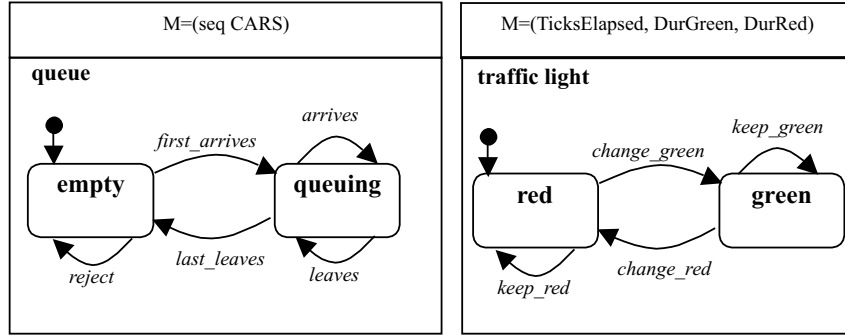 M=(seq CARS)
queue
first_arrives
arrives
empty
queuing
reject
last_leaves
leaves
M=(TicksElapsed, DurGreen, DurRed)
traffic light
change_green
keep_green
red
green
keep_red
change_red